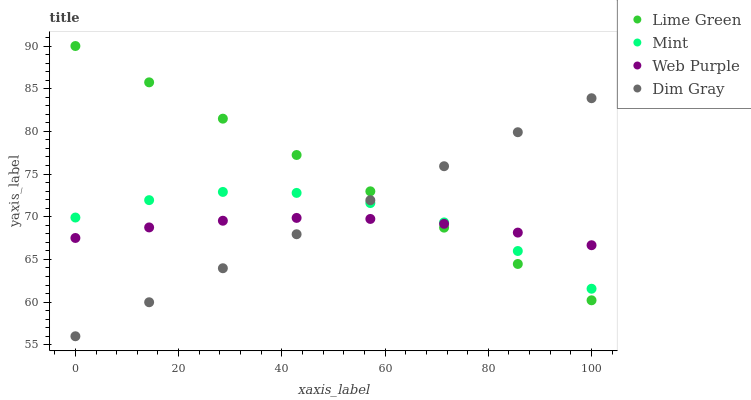 title
Lime Green
Mint
Web Purple
Dim Gray
yaxis_label
90
85
80
75
70
65
60
55
0 20 40 60 80 100
xaxis_label